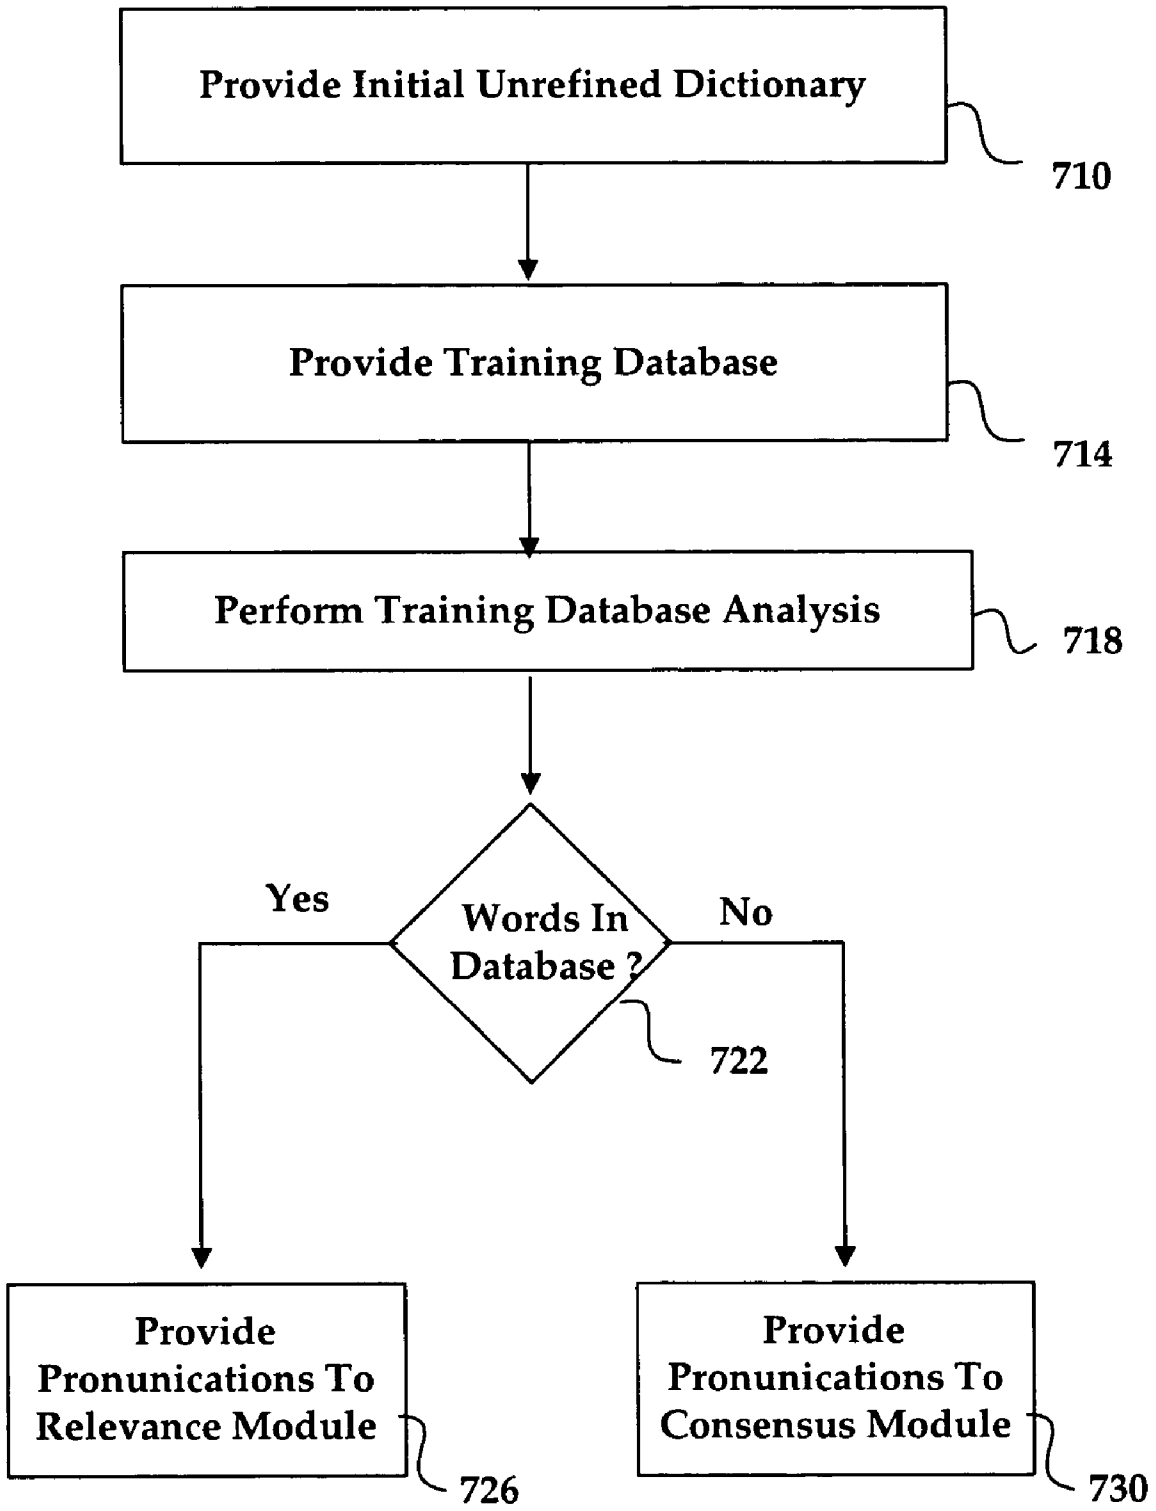 Provide Initial Unrefined Dictionary
710
Provide Training Database
714
Perform Training Database Analysis
718
Yes
No
Words In
Database ?
722
Provide
Pronunications To
Relevance Module
726
Provide
Pronunications To
Consensus Module
730